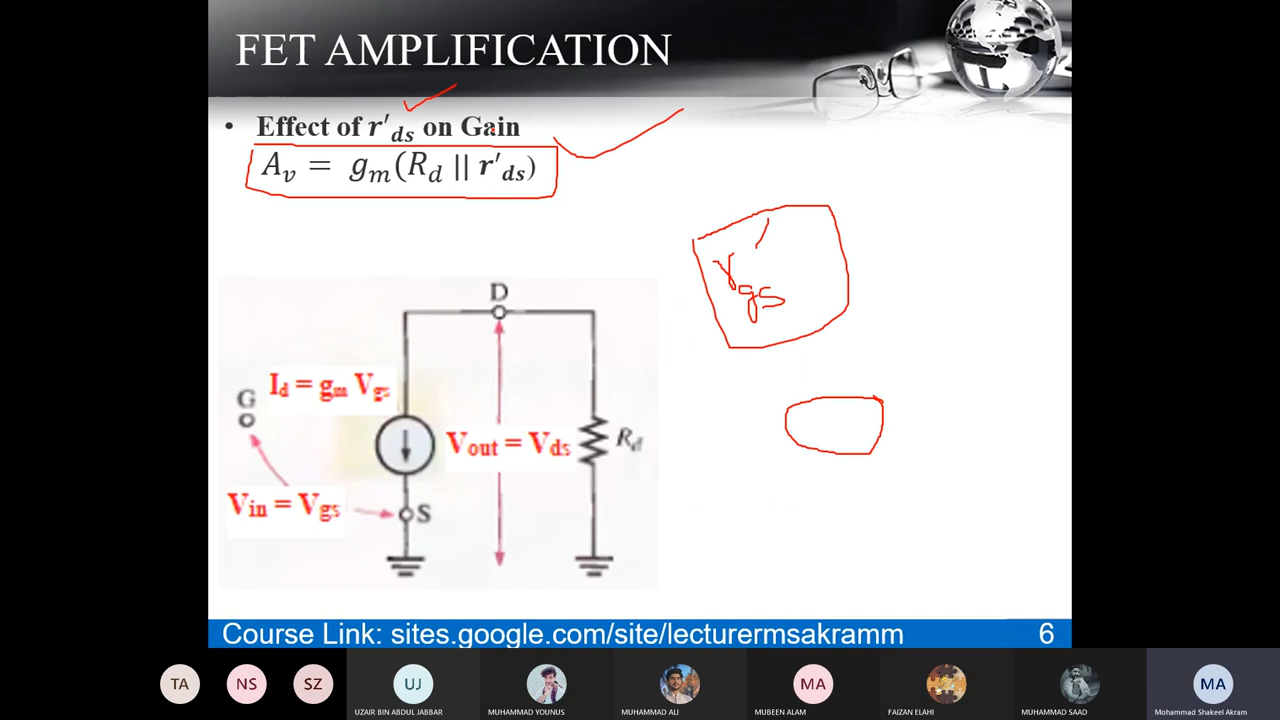 FET AMPLIFICATION
• Effect of r'ds on Gain
Av = gm(Rd || r'ds)
r'gs
D
Id = gm Vgs
G
Vout = Vds
Rd
Vin = Vgs
S
Course Link: sites.google.com/site/lecturermsakramm 6
TA NS SZ UJ MA MA
UZAIR BIN ABDUL JABBAR MUHAMMAD YOUNUS MUHAMMAD ALI MUBEEN ALAM FAIZAN ELAHI MUHAMMAD SAAD Mohammad Shakeel Akram